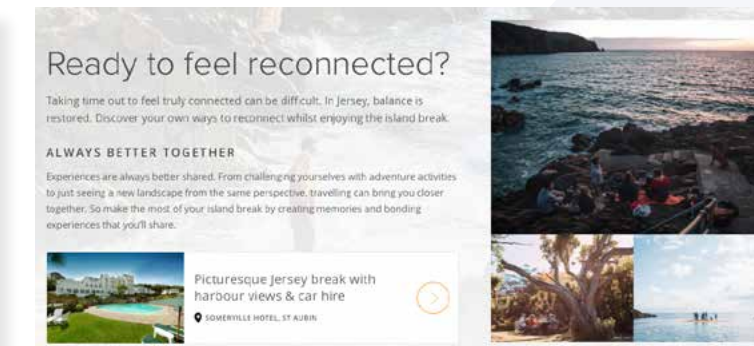 Ready to feel reconnected?
Taking time out to feel truly connected can be difficult. In Jersey, balance is
restored. Discover your own ways to reconnect whilst enjoying the island break.
ALWAYS BETTER TOGETHER
Experiences are always better shared. From challenging yourselves with adventure activities
to just seeing a new landscape from the same perspective, travelling can bring you closer
together. So make the most of your island break by creating memories and bonding
experiences that you'll share.
Picturesque Jersey break with
harbour views & car hire
SOMERVILLE HOTEL, ST AUBIN